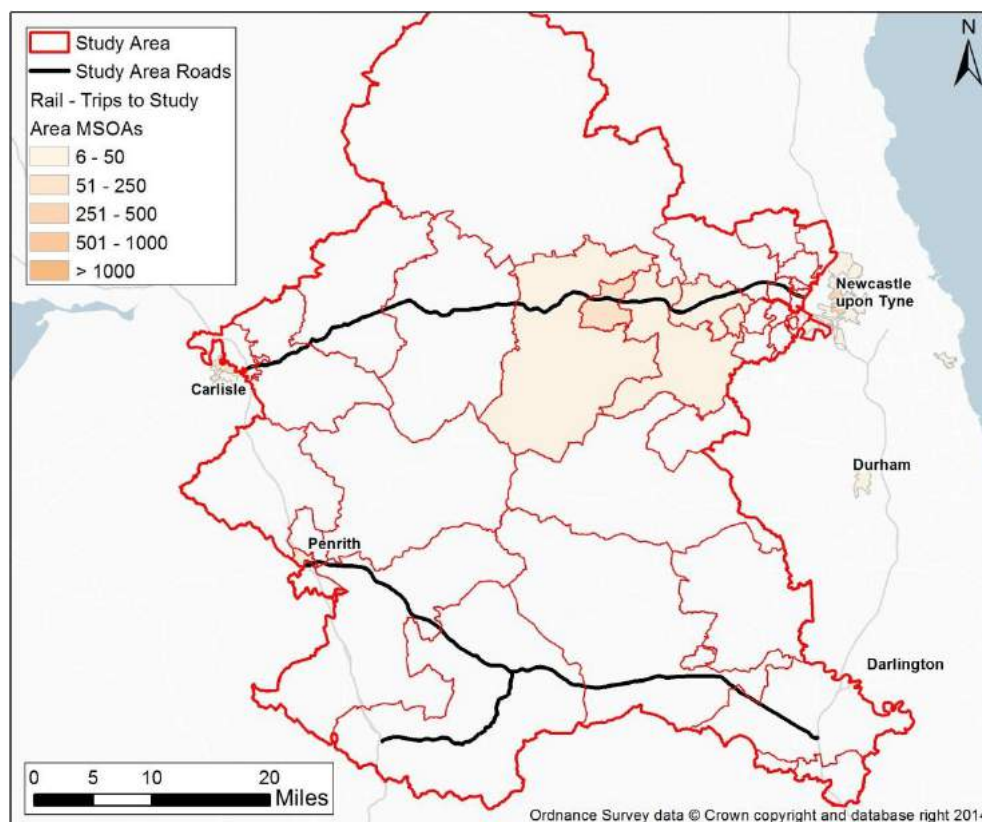 Study Area
Study Area Roads
Rail - Trips to Study
Area MSOAs
6 - 50
51 - 250
251 - 500
501 - 1000
> 1000
N
Newcastle
upon Tyne
Carlisle
Durham
Penrith
Darlington
0 5 10 20
Miles
Ordnance Survey data © Crown copyright and database right 2014